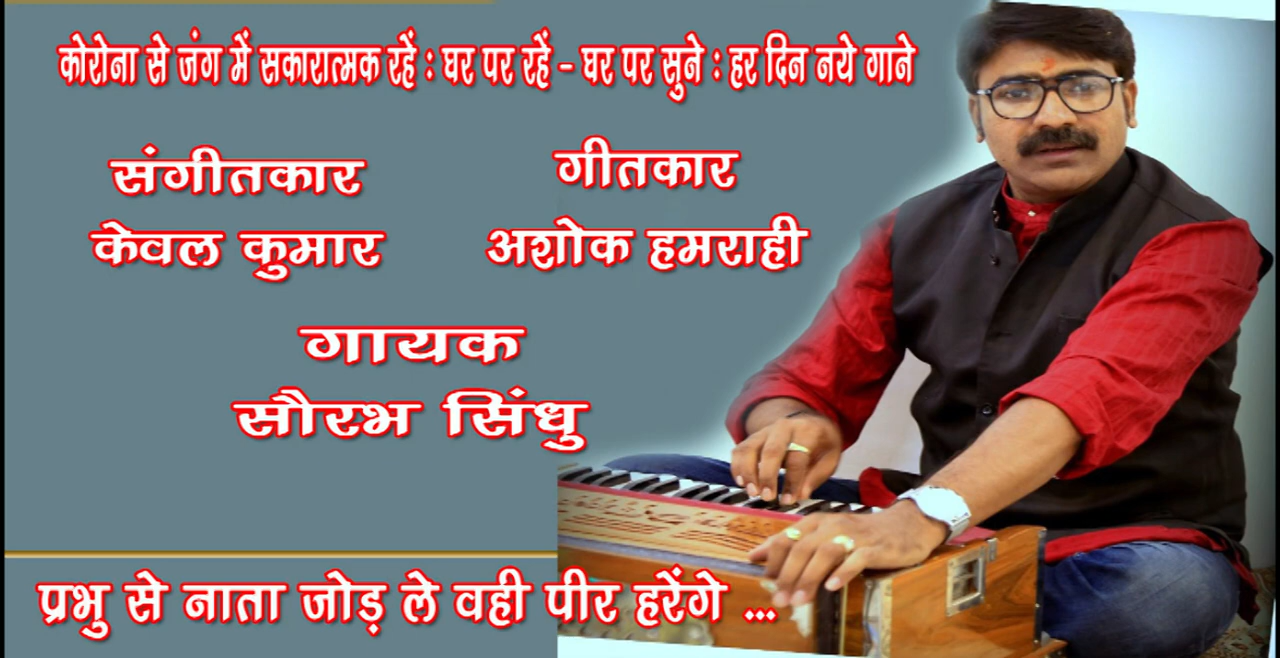 कोरोना से जंग में सकारात्मक रहें : घर पर रहें - घर पर सुने : हर दिन नये गाने
संगीतकार
केवल कुमार
गीतकार
अशोक हमराही
गायक
सौरभ सिंधु
प्रभु से नाता जोड़ ले वही पीर हरेंगे ...